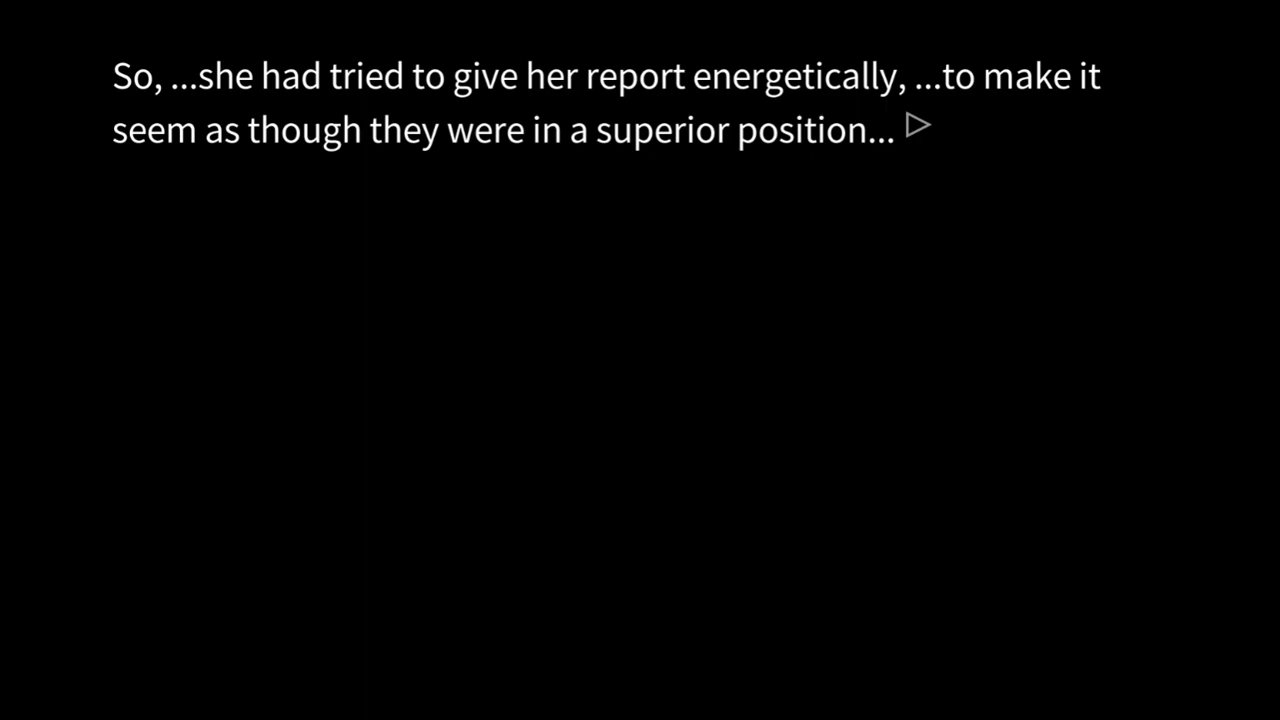 So, ...she had tried to give her report energetically, ...to make it
seem as though they were in a superior position...